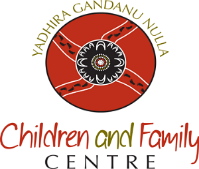 YADHIRA GANDANU NULLA
Children and Family
CENTRE